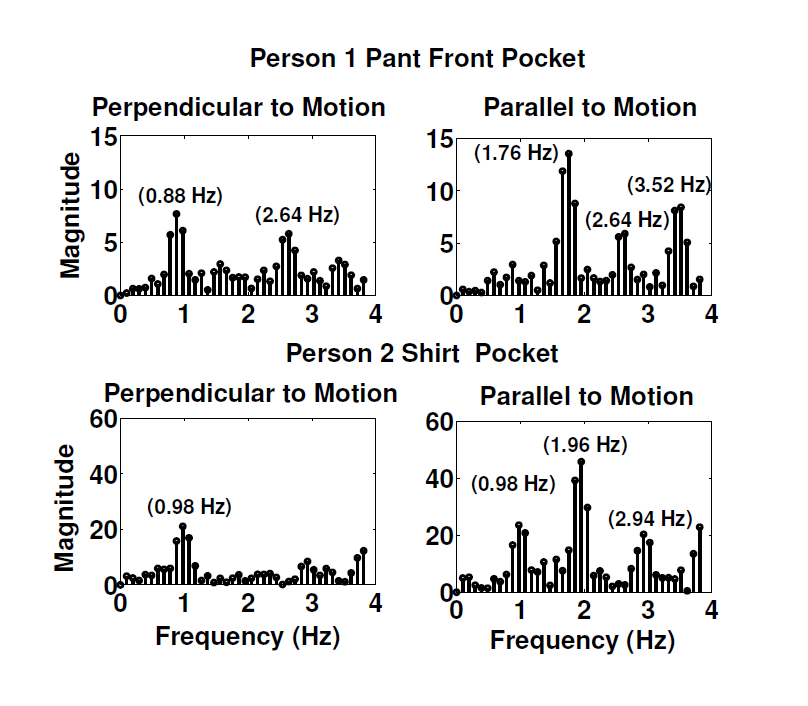 Person 1 Pant Front Pocket
Perpendicular to Motion
Parallel to Motion
15
10
5
0
Magnitude
(0.88 Hz)
(2.64 Hz)
0 1 2 3 4
15
10
5
0
(1.76 Hz)
(3.52 Hz)
(2.64 Hz)
0 1 2 3 4
Person 2 Shirt Pocket
Perpendicular to Motion
Parallel to Motion
60
40
20
0
Magnitude
(0.98 Hz)
0 1 2 3 4
Frequency (Hz)
60
40
20
0
(1.96 Hz)
(0.98 Hz)
(2.94 Hz)
0 1 2 3 4
Frequency (Hz)